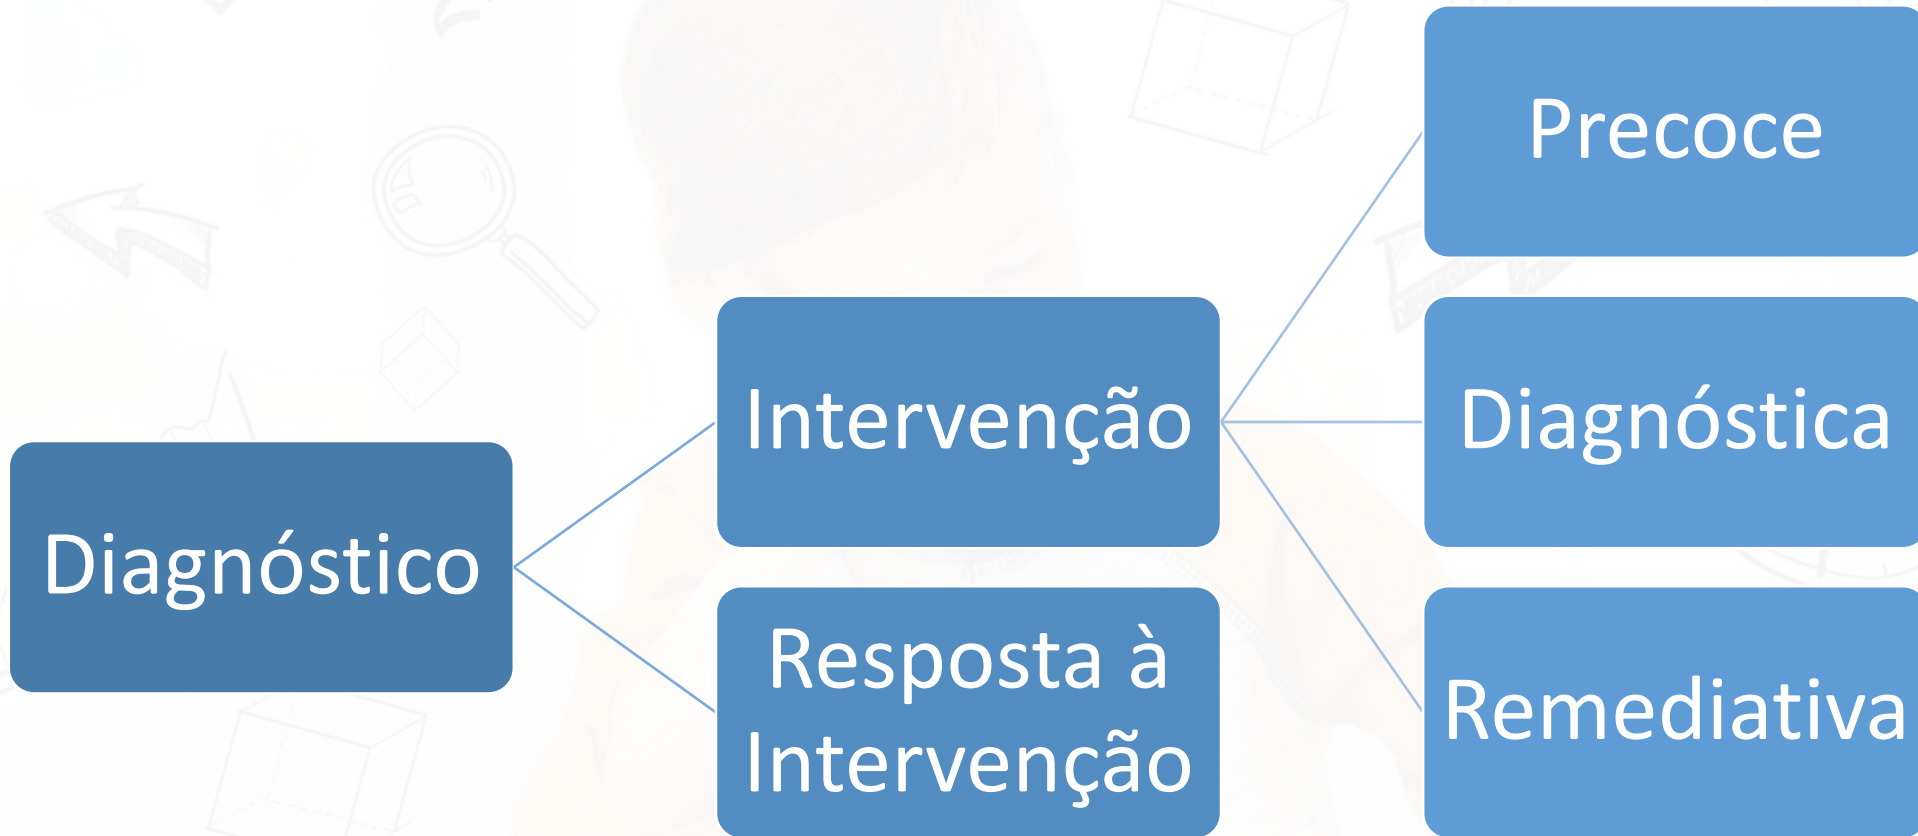 Diagnóstico
Intervenção
Resposta à
Intervenção
Precoce
Diagnóstica
Remediativa